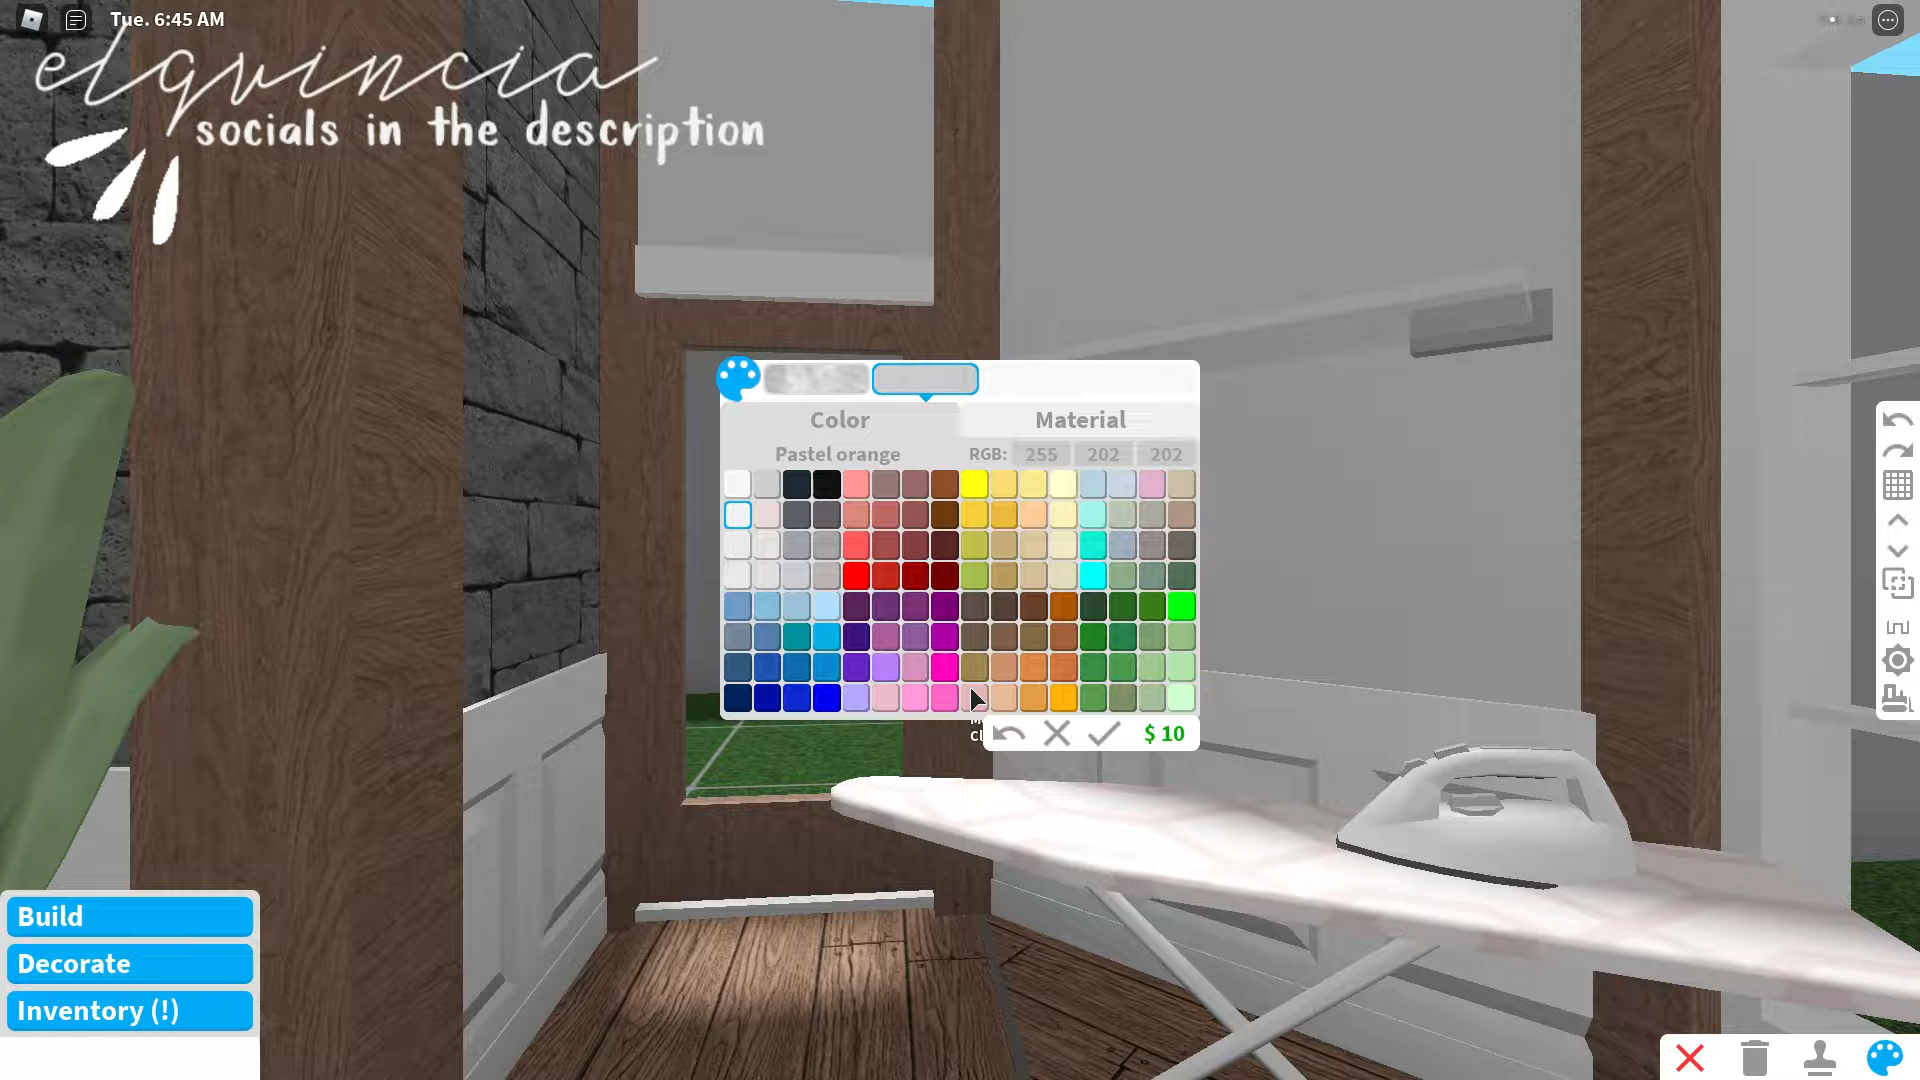 Tue. 6:45 AM
elquincia
socials in the description
Color
Material
Pastel orange
RGB:
255
202
202
$ 10
Build
Decorate
Inventory (!)